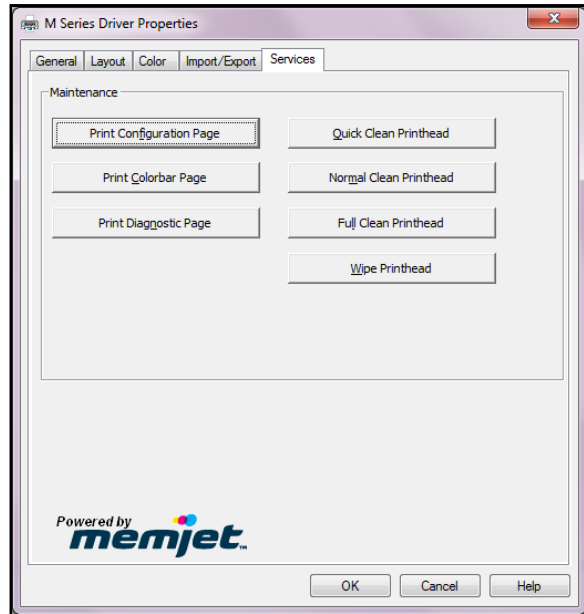 M Series Driver Properties
General Layout Color Import/Export Services
Maintenance
Print Configuration Page Quick Clean Printhead
Print Colorbar Page Normal Clean Printhead
Print Diagnostic Page Full Clean Printhead
Wipe Printhead
Powered by
memjet™
OK Cancel Help